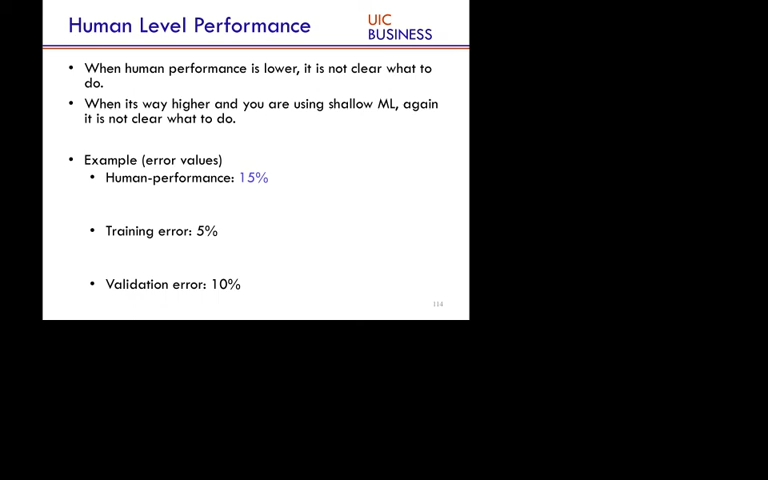 Human Level Performance
UIC
BUSINESS
• When human performance is lower, it is not clear what to
do.
• When its way higher and you are using shallow ML, again
it is not clear what to do.
• Example (error values)
• Human-performance: 15%
• Training error: 5%
• Validation error: 10%
114